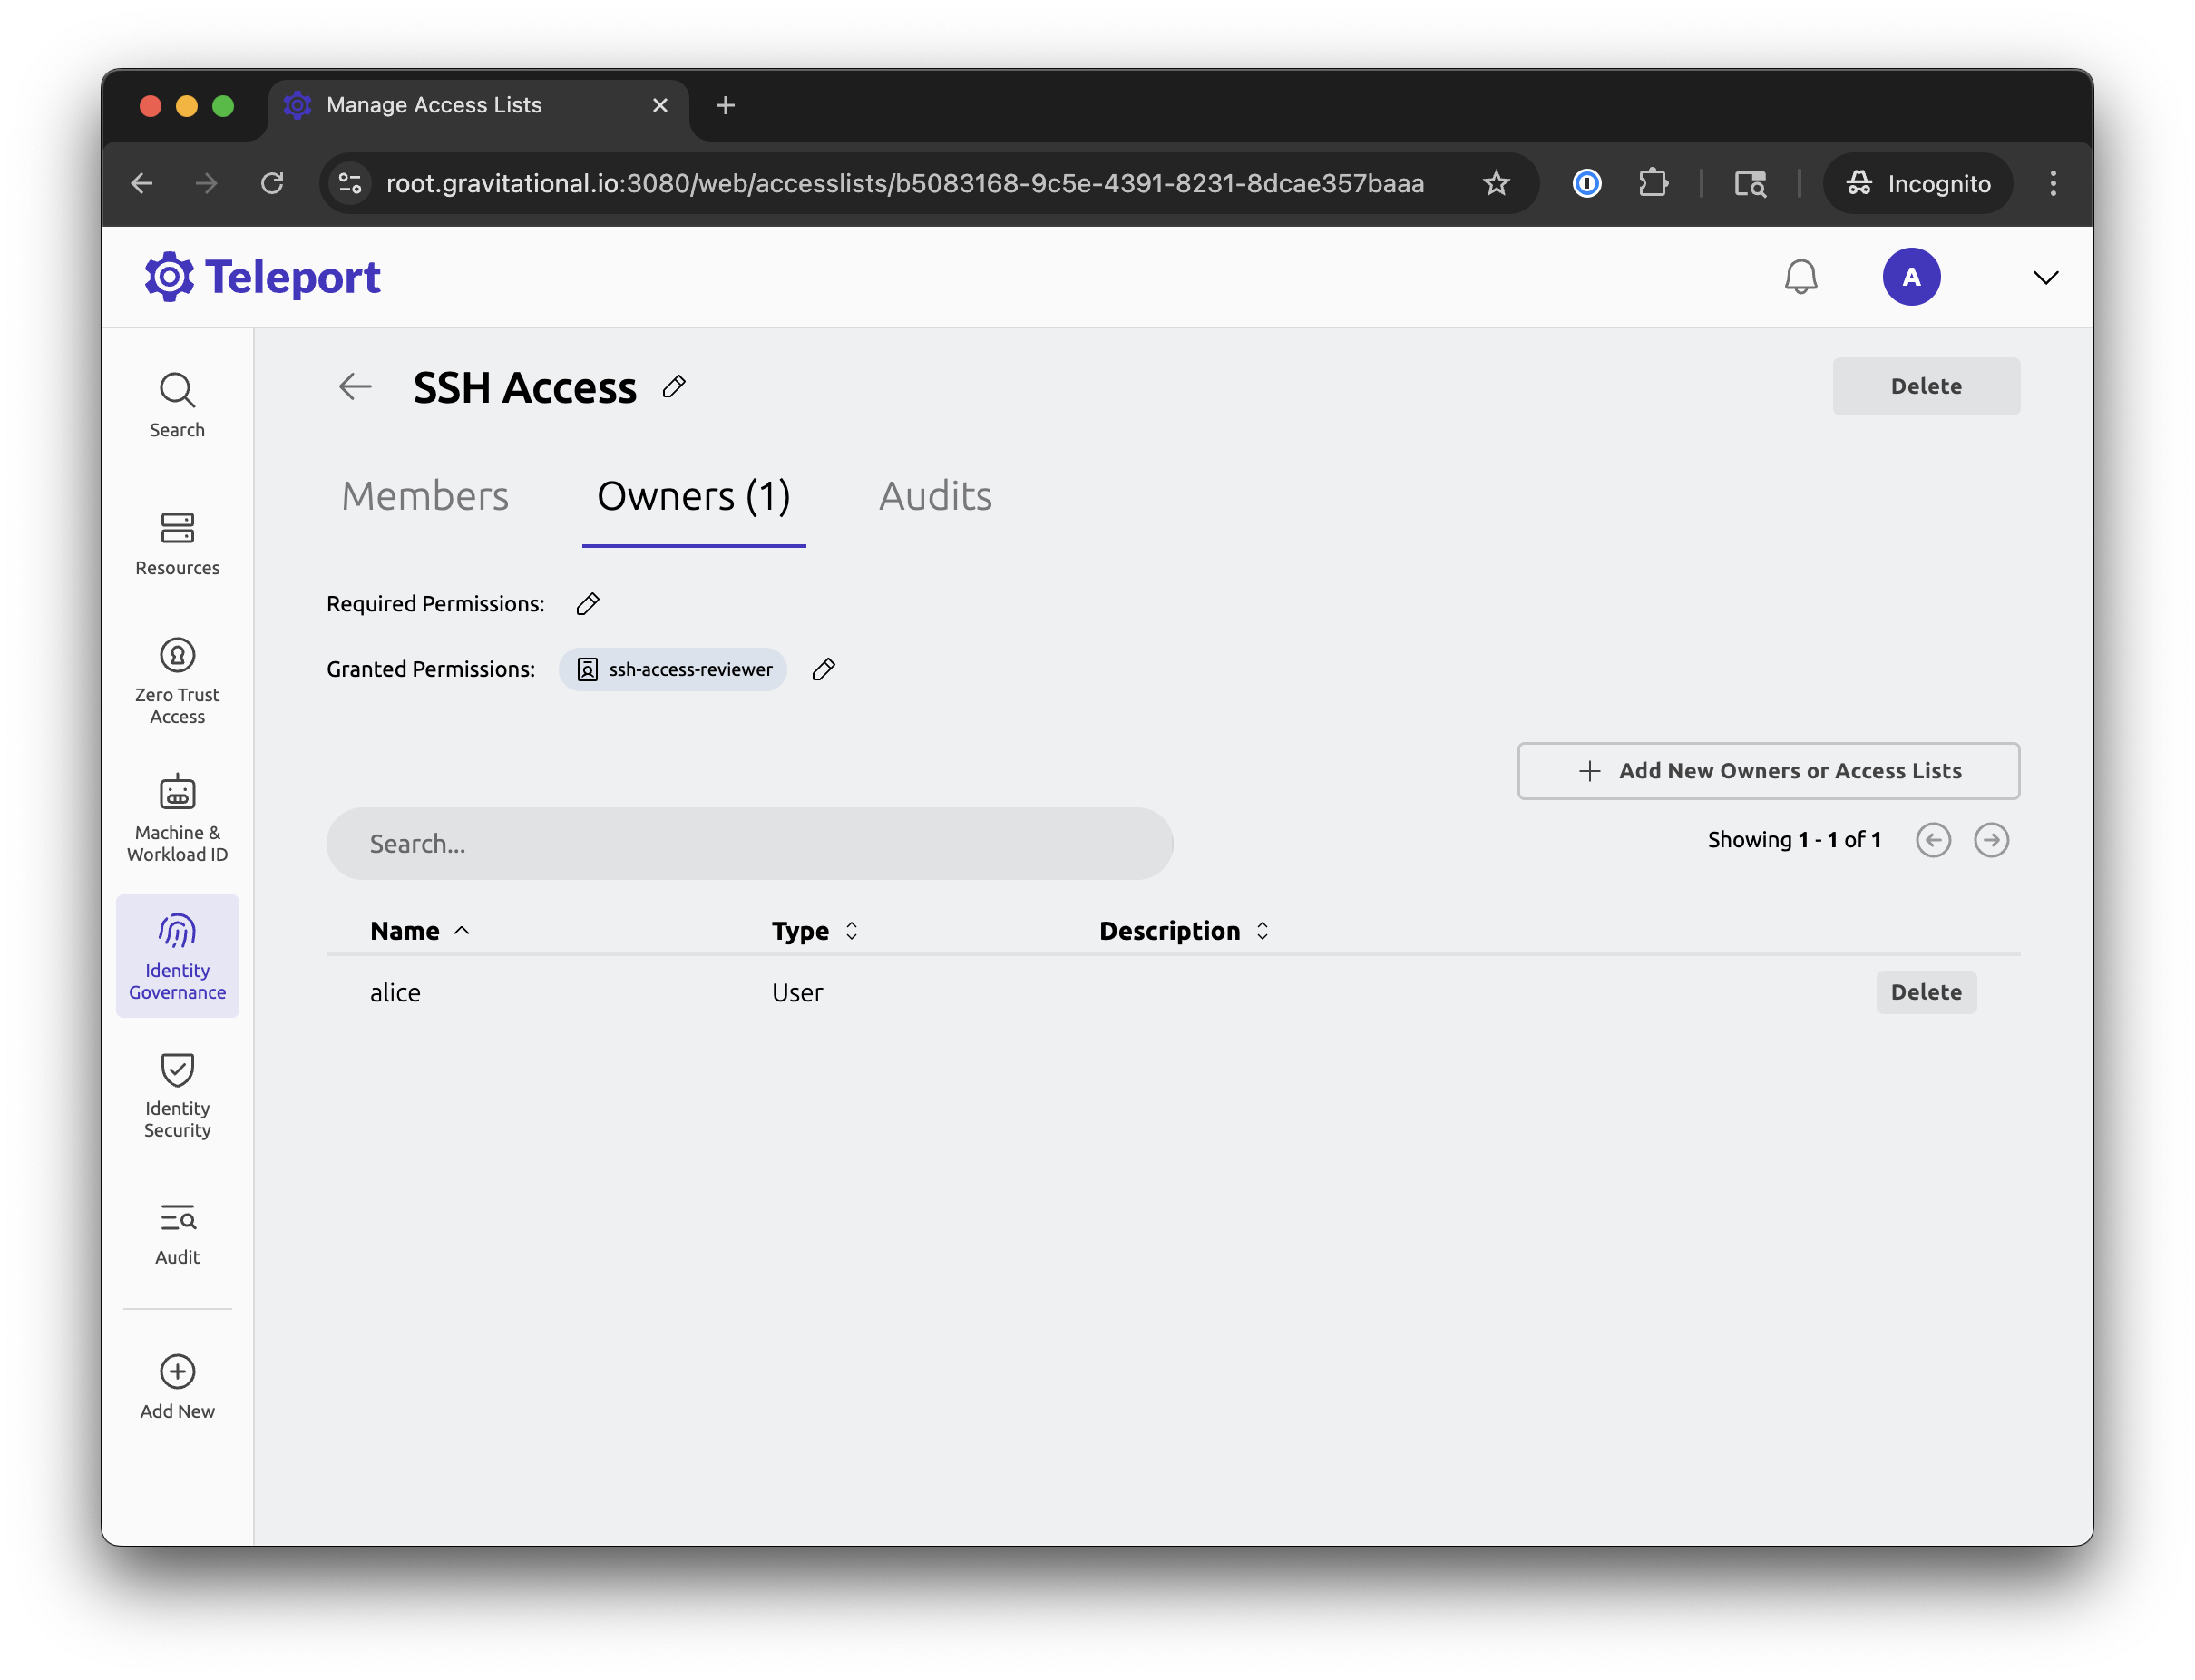 Manage Access Lists
root.gravitational.io:3080/web/accesslists/b5083168-9c5e-4391-8231-8dcae357baaa
Incognito
Teleport
A
Search
Resources
Zero Trust
Access
Machine &
Workload ID
Identity
Governance
Identity
Security
Audit
Add New
SSH Access
Delete
Members
Owners (1)
Audits
Required Permissions:
Granted Permissions: ssh-access-reviewer
Add New Owners or Access Lists
Search...
Showing 1 - 1 of 1
Name Type Description
alice User Delete